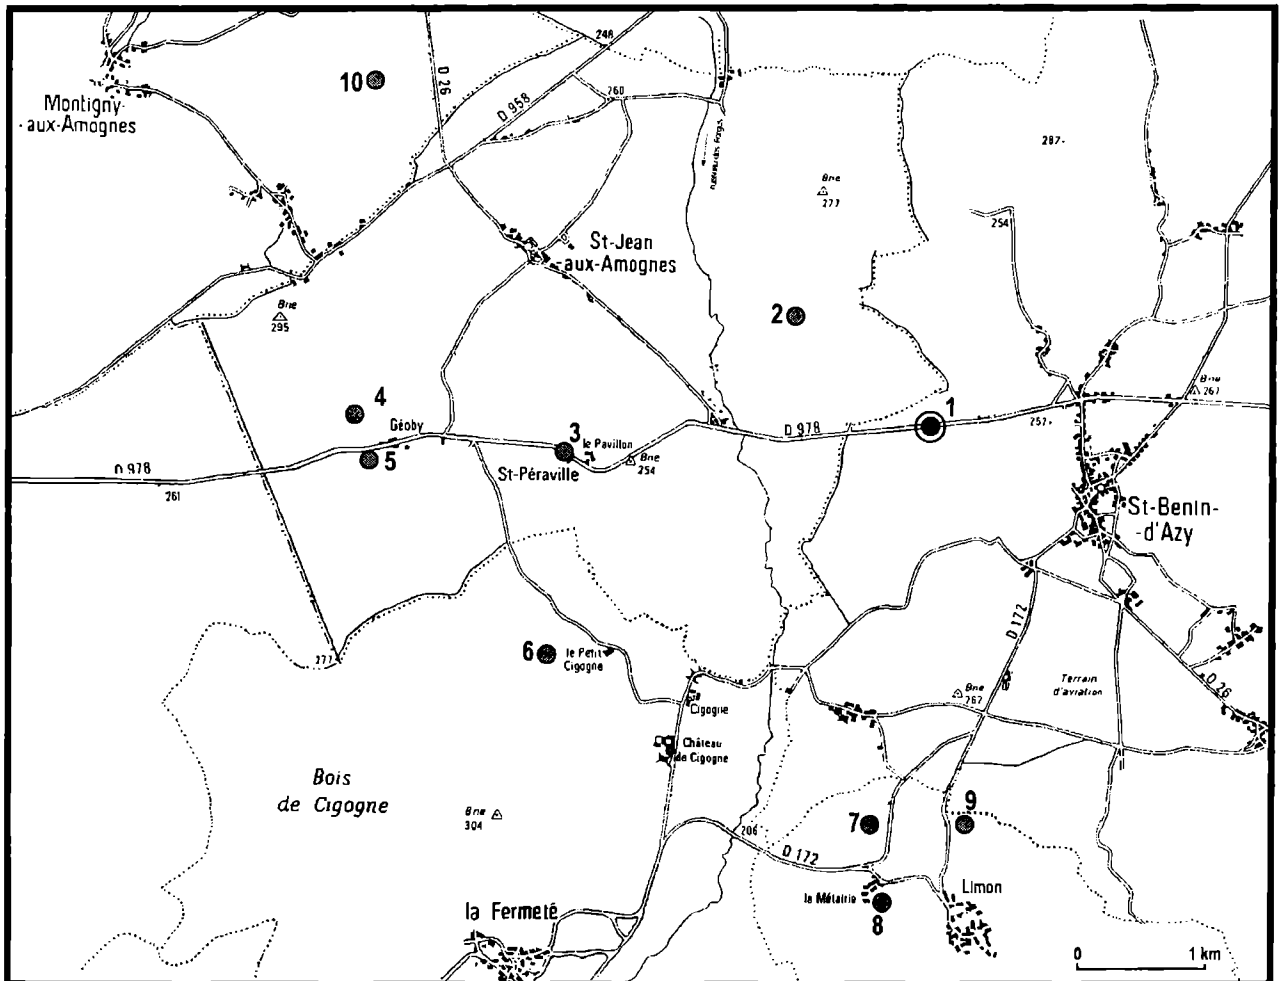 248
10
D 26
Montigny-
-aux-Amognes
D 958
260
287
Bne
277
254
St-Jean
-aux-Amognes
Bne
295
2
Bne
267
4
1
252
Géoby
D 978
3
le Pavillon
Bne
254
D 978
5
261
St-Péraville
St-Benin-
-d'Azy
D 172
6
le Petit
Cigogne
277
Terrain
d'aviation
D 26
Bne
262
Cigogne
Château
de Cigogne
Bois
de Cigogne
Bne
304
7
9
206
D 172
la Métairie
Limon
8
la Fermeté
0 1 km